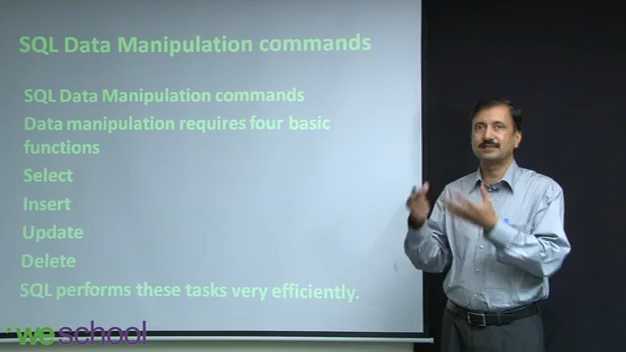 SQL Data Manipulation commands
SQL Data Manipulation commands
Data manipulation requires four basic
functions
Select
Insert
Update
Delete
SQL performs these tasks very efficiently.
weschool